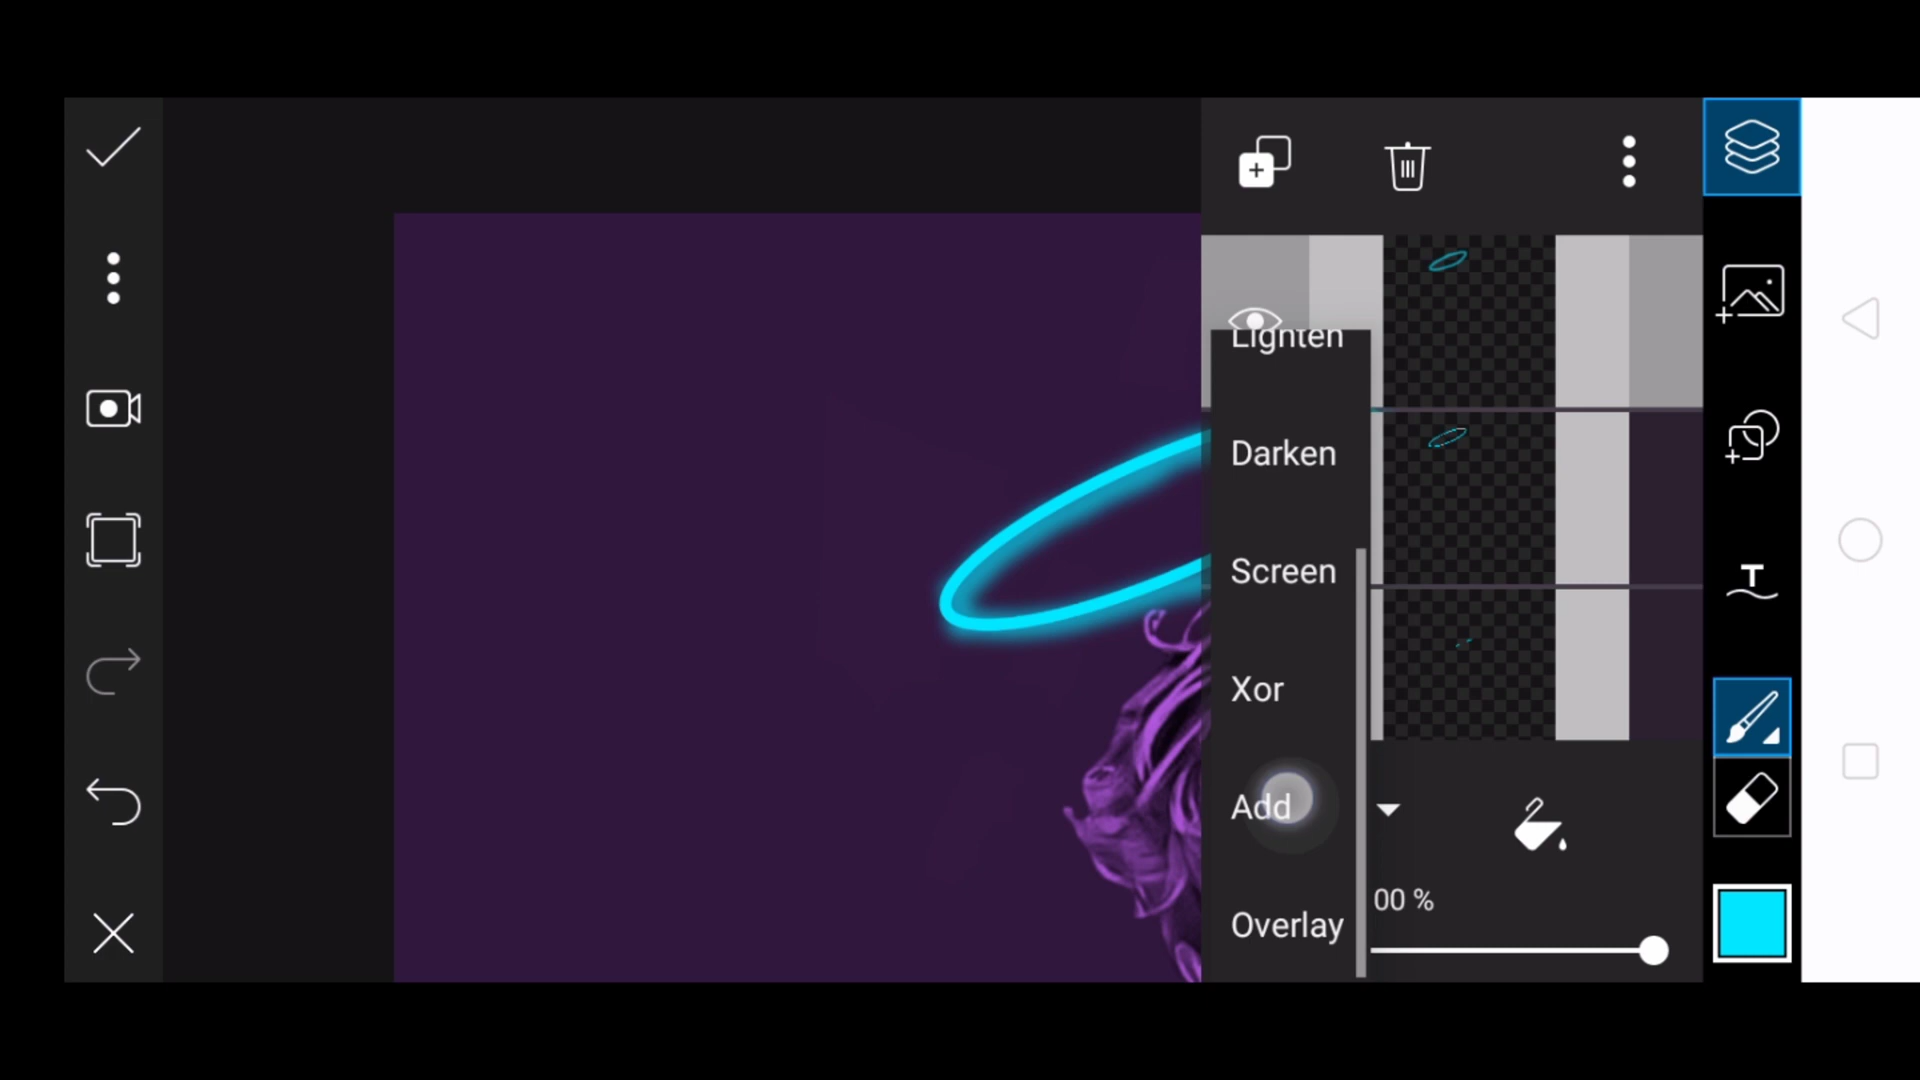 Lighten
Darken
Screen
Xor
Add
Overlay
00 %
T